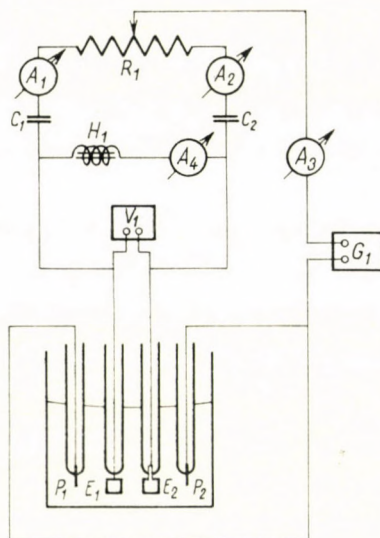 R₁
A₁
A₂
C₁
C₂
H₁
A₄
A₃
V₁
G₁
P₁
E₁
E₂
P₂